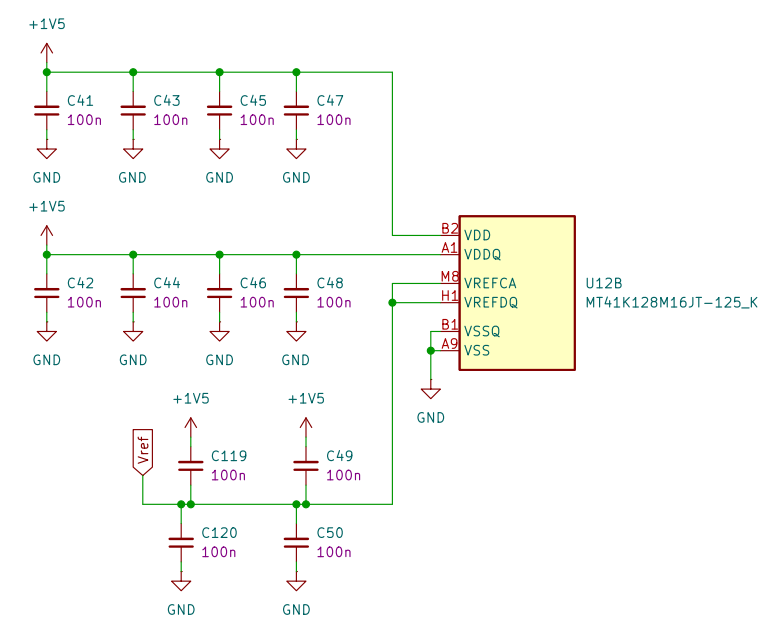 +1V5
C41 C43 C45 C47
100n 100n 100n 100n
GND GND GND GND
+1V5
B2 VDD
A1 VDDQ
C42 C44 C46 C48
100n 100n 100n 100n
M8 VREFCA
U12B
H1 VREFDQ
MT41K128M16JT-125_K
B1 VSSQ
A9 VSS
GND GND GND GND
+1V5 +1V5
GND
Vref
C119 C49
100n 100n
C120 C50
100n 100n
GND GND